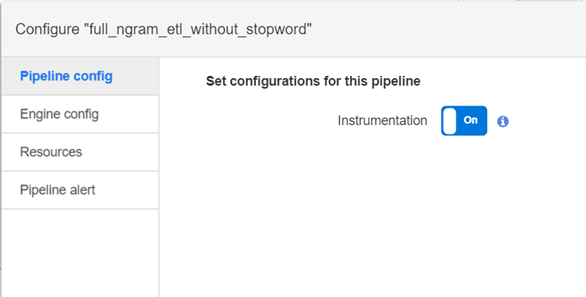 Configure "full_ngram_etl_without_stopword"
Pipeline config
Engine config
Resources
Pipeline alert
Set configurations for this pipeline
Instrumentation On